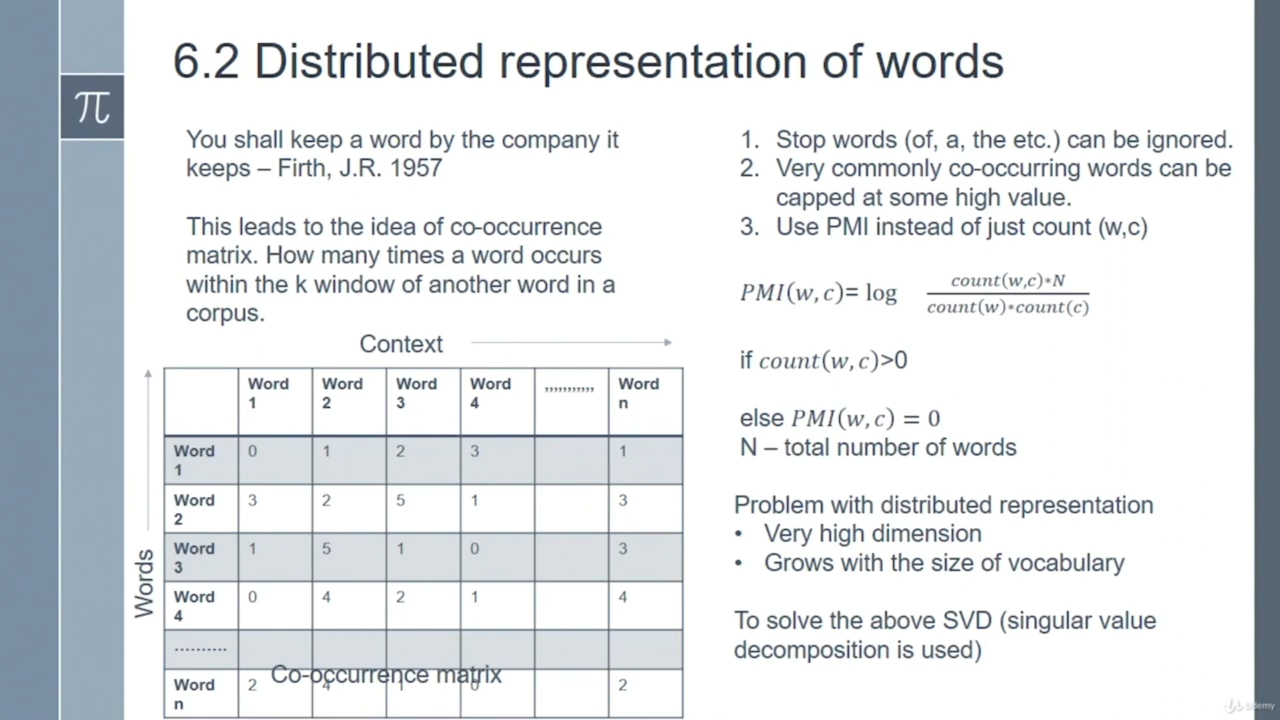 6.2 Distributed representation of words
π
You shall keep a word by the company it
keeps – Firth, J.R. 1957
This leads to the idea of co-occurrence
matrix. How many times a word occurs
within the k window of another word in a
corpus.
Context
Words
Word 1 Word 2 Word 3 Word 4 ,,,,,,,,,,, Word n
Word 1 0 1 2 3 1
Word 2 3 2 5 1 3
Word 3 1 5 1 0 3
Word 4 0 4 2 1 4
..........
Word n 2 4 1 0 2
Co-occurrence matrix
1. Stop words (of, a, the etc.) can be ignored.
2. Very commonly co-occurring words can be
capped at some high value.
3. Use PMI instead of just count (w,c)
PMI(w,c)= log count(w,c)*N / count(w)*count(c)
if count(w,c)>0
else PMI(w,c) = 0
N – total number of words
Problem with distributed representation
• Very high dimension
• Grows with the size of vocabulary
To solve the above SVD (singular value
decomposition is used)
Udemy